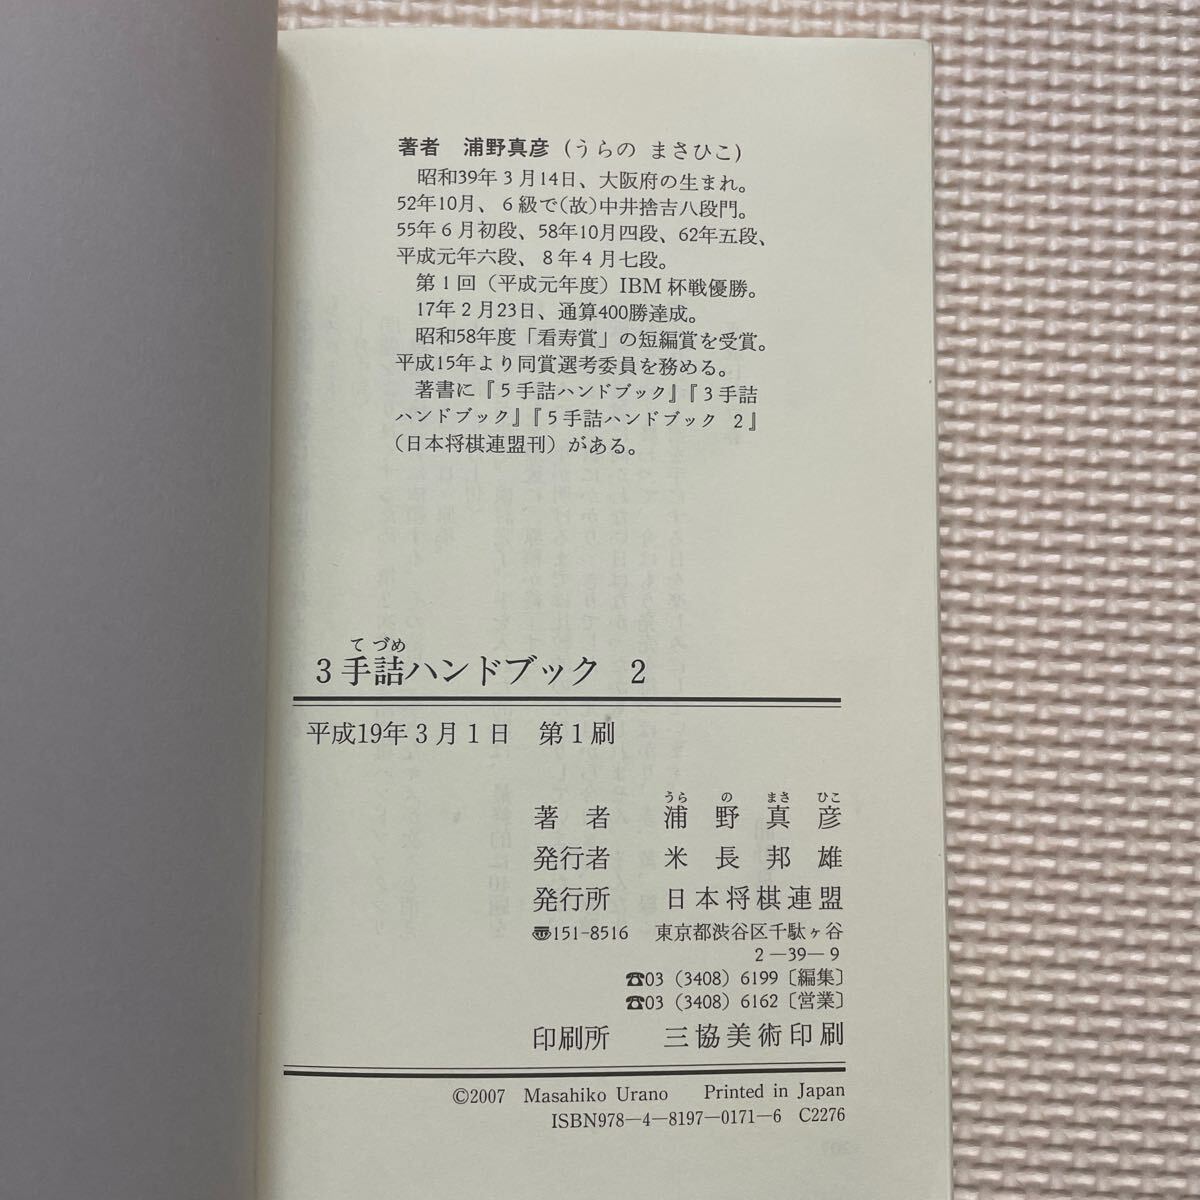 著者　浦野真彦（うらの まさひこ）
昭和39年3月14日、大阪府の生まれ。
52年10月、6級で(故)中井捨吉八段門。
55年6月初段、58年10月四段、62年五段、
平成元年六段、8年4月七段。
第1回（平成元年度）IBM杯戦優勝。
17年2月23日、通算400勝達成。
昭和58年度「看寿賞」の短編賞を受賞。
平成15年より同賞選考委員を務める。
著書に『5手詰ハンドブック』『3手詰
ハンドブック』『5手詰ハンドブック 2』
（日本将棋連盟刊）がある。
てづめ
3手詰ハンドブック 2
平成19年3月1日　第1刷
うら の まさ ひこ
著者　浦野真彦
発行者　米長邦雄
発行所　日本将棋連盟
〠151-8516　東京都渋谷区千駄ヶ谷
2―39―9
☎03（3408）6199〔編集〕
☎03（3408）6162〔営業〕
印刷所　三協美術印刷
©2007　Masahiko Urano　Printed in Japan
ISBN978―4―8197―0171―6　C2276